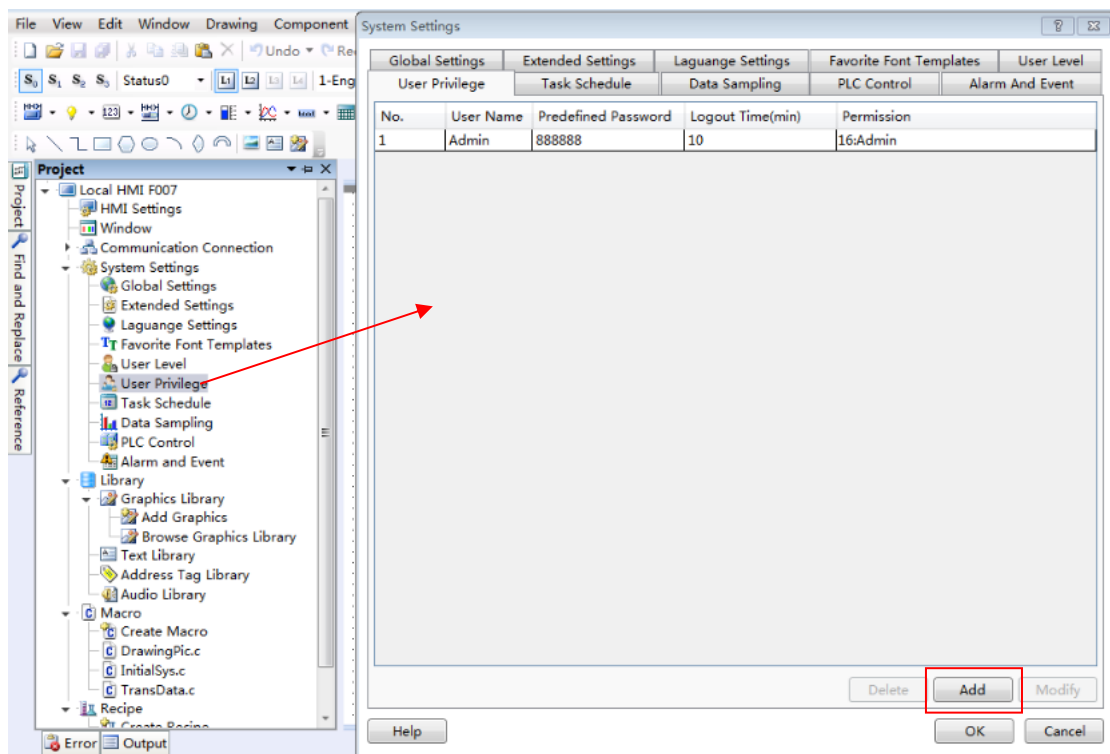 File View Edit Window Drawing Component
Undo
S0 S1 S2 S3 Status0 L1 L2 L3 L4 1-Eng
123
Project
Project
Find and Replace
Reference
Local HMI F007
HMI Settings
Window
Communication Connection
System Settings
Global Settings
Extended Settings
Laguange Settings
Favorite Font Templates
User Level
User Privilege
Task Schedule
Data Sampling
PLC Control
Alarm and Event
Library
Graphics Library
Add Graphics
Browse Graphics Library
Text Library
Address Tag Library
Audio Library
Macro
Create Macro
DrawingPic.c
InitialSys.c
TransData.c
Recipe
Create Recipe
Error Output
System Settings
Global Settings Extended Settings Laguange Settings Favorite Font Templates User Level
User Privilege Task Schedule Data Sampling PLC Control Alarm And Event
No. User Name Predefined Password Logout Time(min) Permission
1 Admin 888888 10 16:Admin
Delete Add Modify
Help OK Cancel